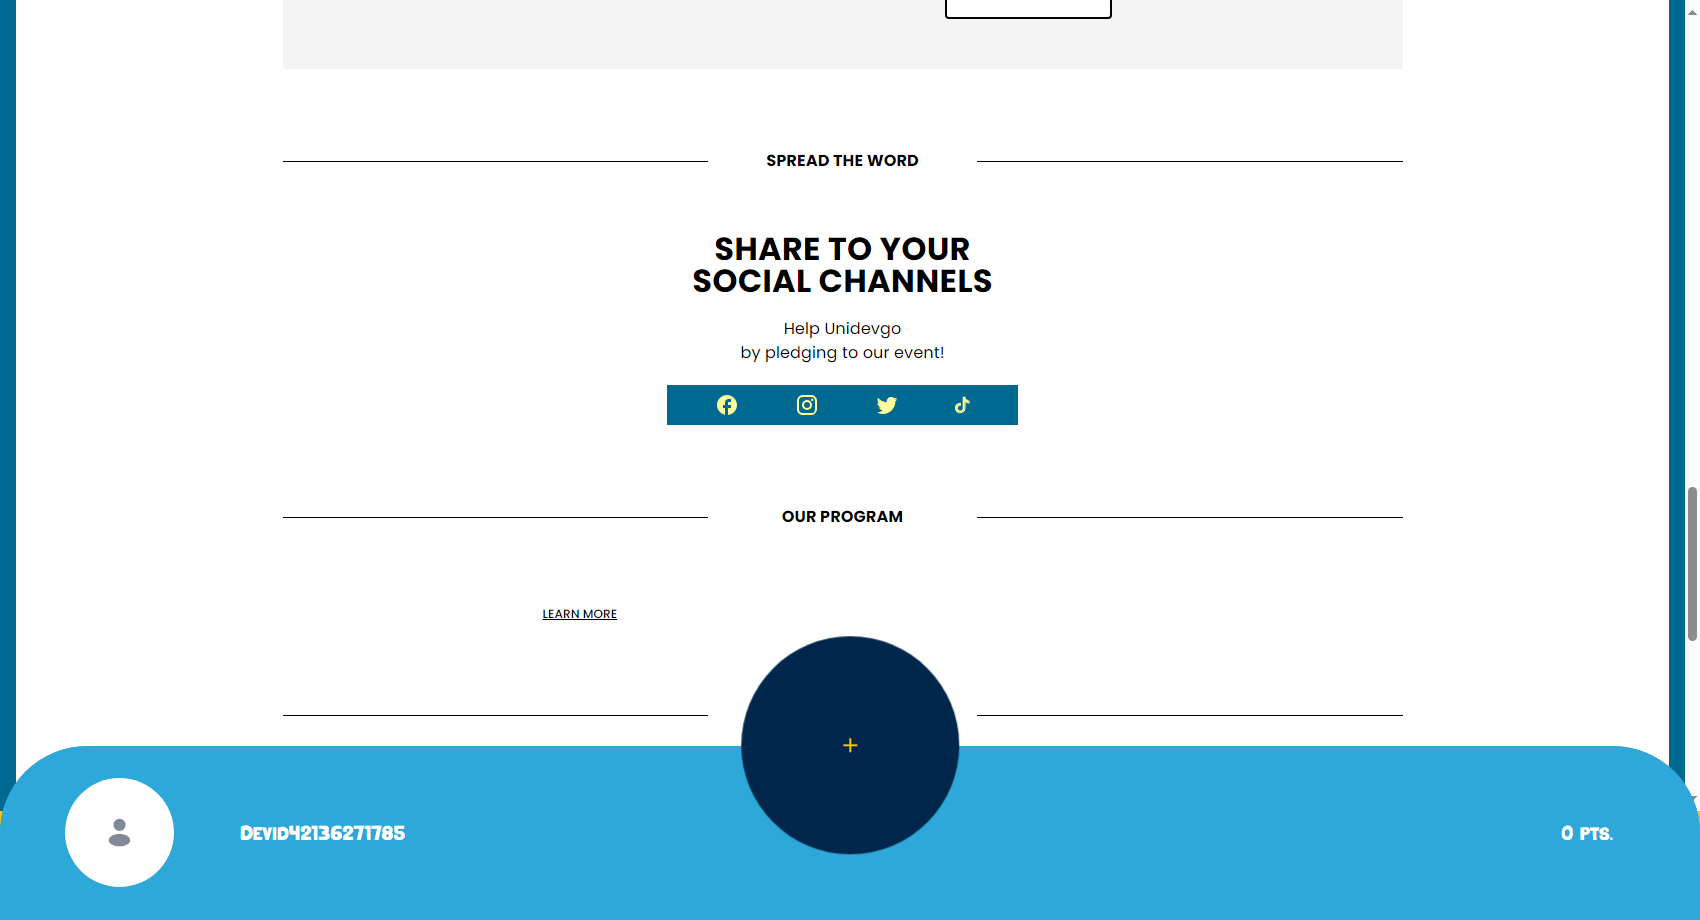 SPREAD THE WORD
SHARE TO YOUR
SOCIAL CHANNELS
Help Unidevgo
by pledging to our event!
OUR PROGRAM
LEARN MORE
Devid42136271785
0 pts.